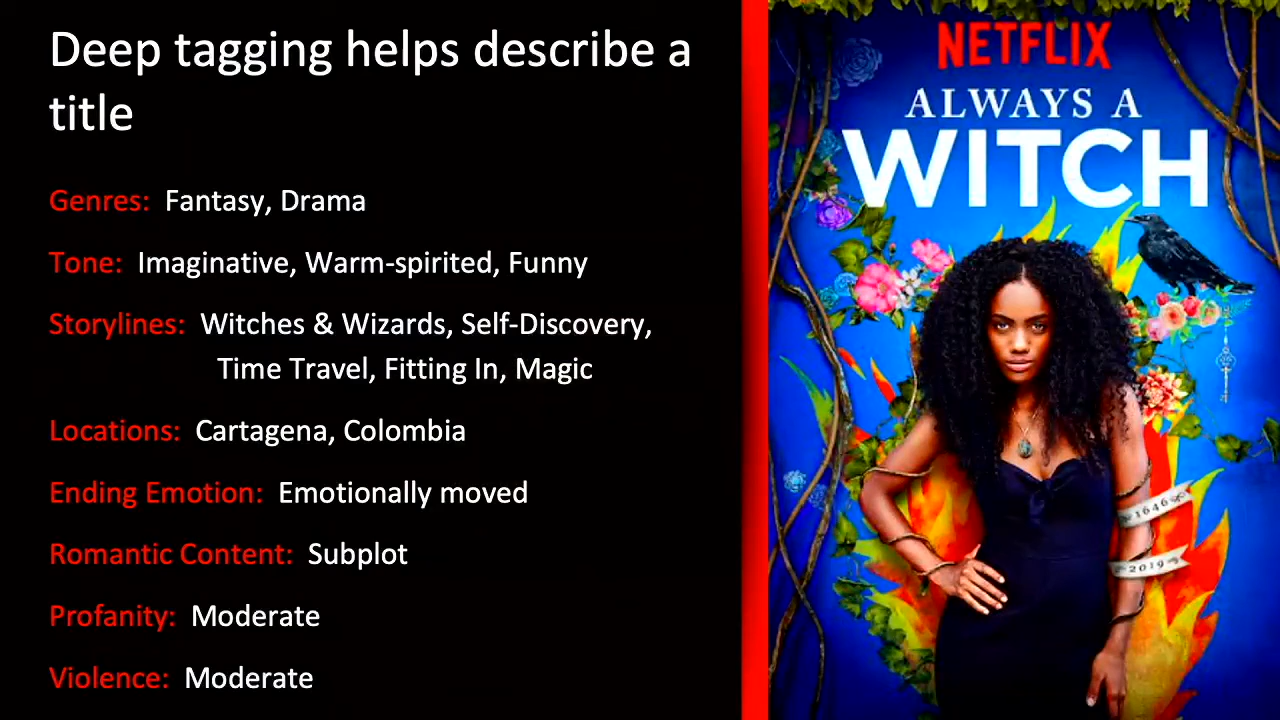 Deep tagging helps describe a
title
Genres: Fantasy, Drama
Tone: Imaginative, Warm-spirited, Funny
Storylines: Witches & Wizards, Self-Discovery,
Time Travel, Fitting In, Magic
Locations: Cartagena, Colombia
Ending Emotion: Emotionally moved
Romantic Content: Subplot
Profanity: Moderate
Violence: Moderate
NETFLIX
ALWAYS A
WITCH
1646
2019